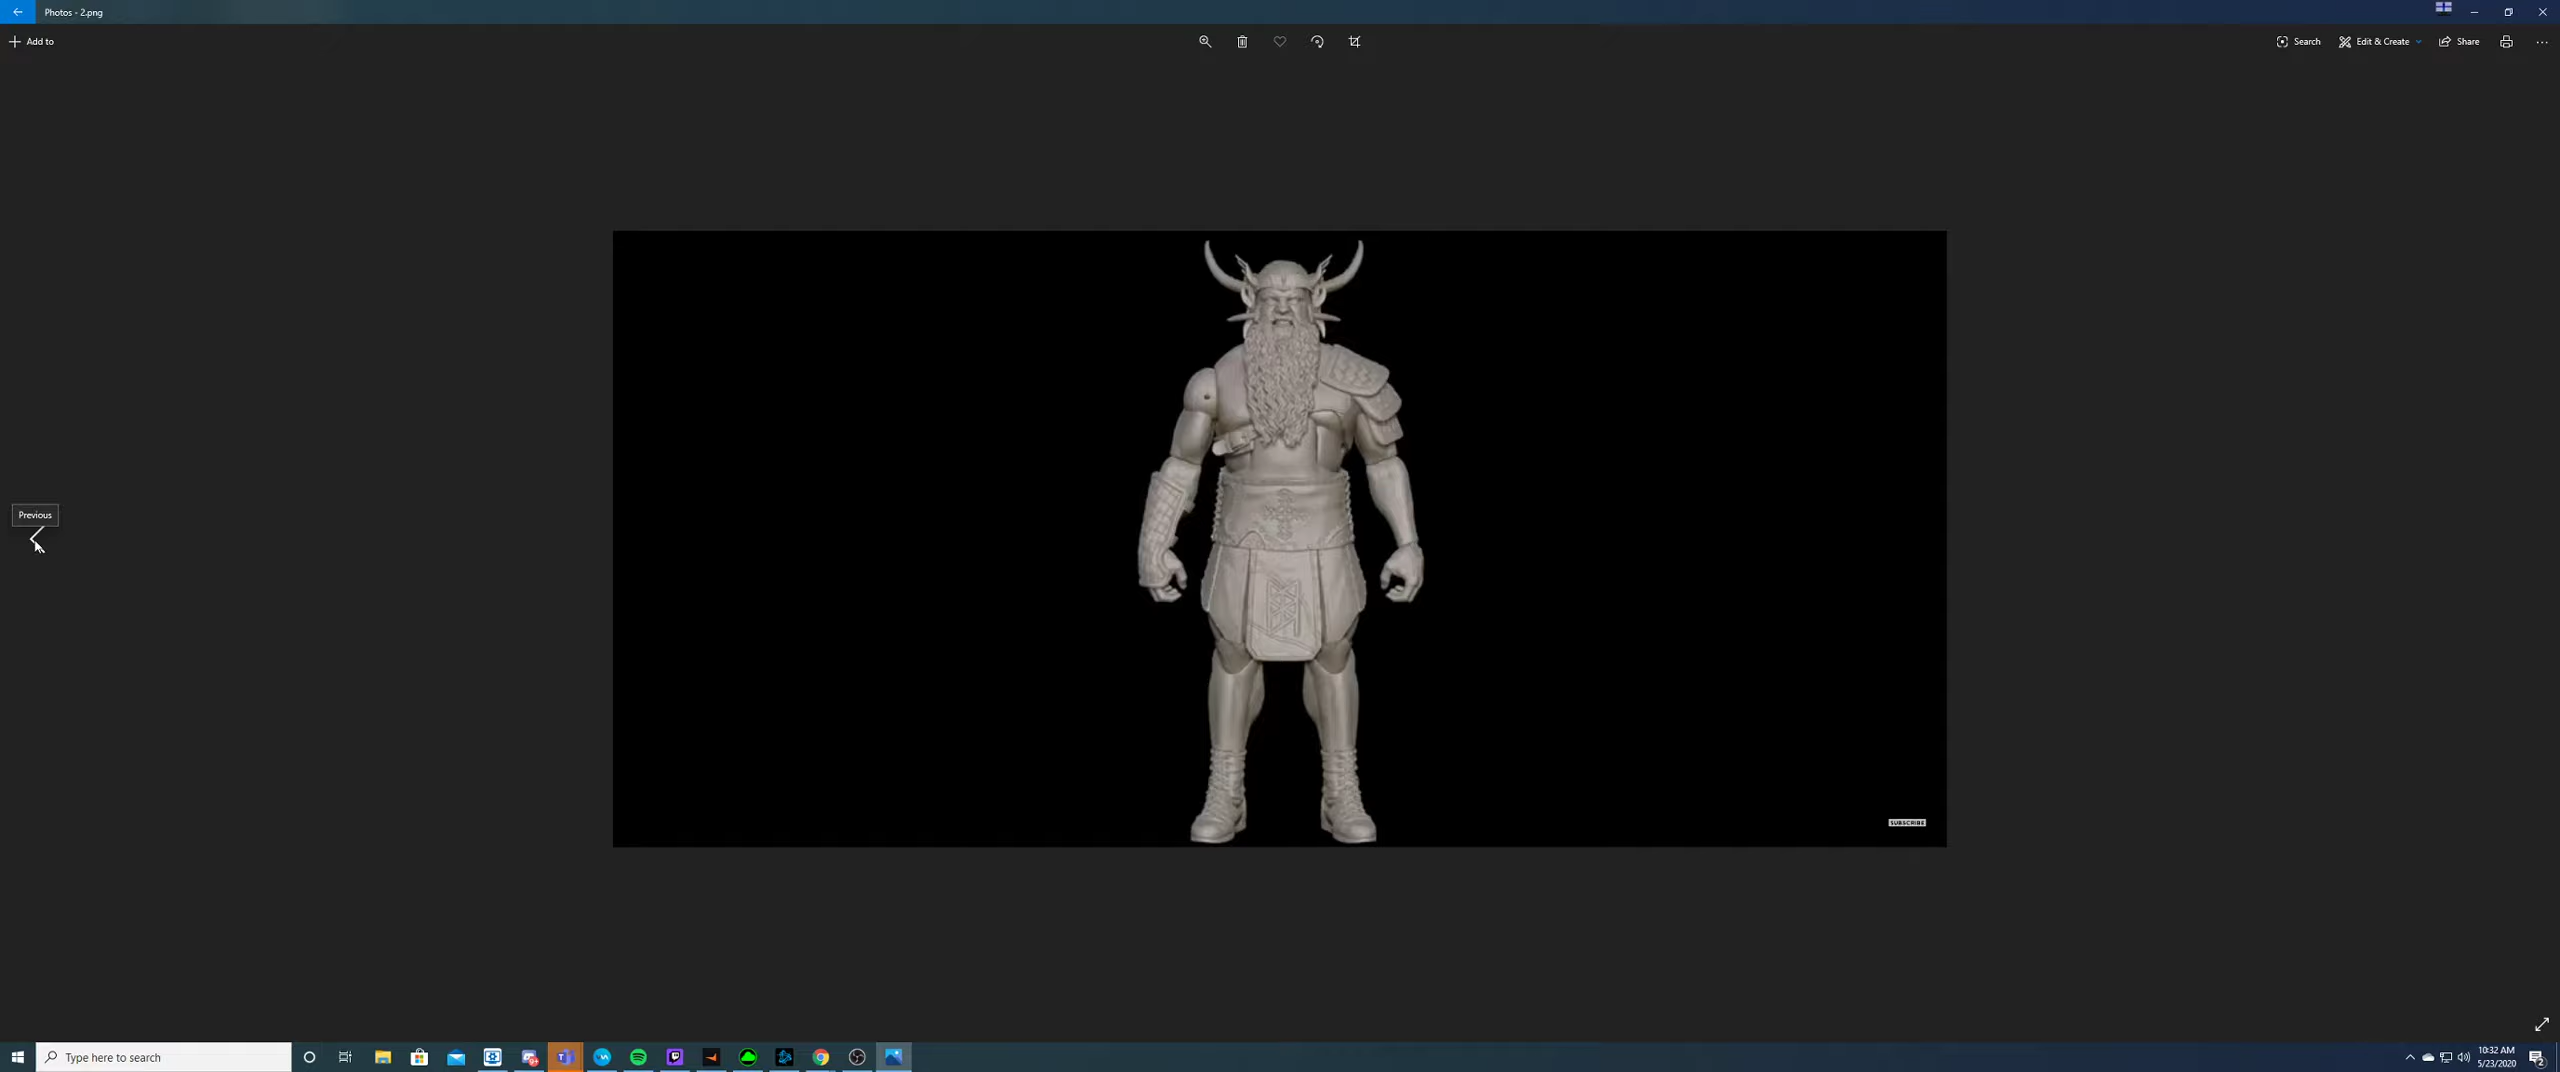 Photos - 2.png
Add to
Search
Edit & Create
Share
Previous
SUBSCRIBE
Type here to search
10:32 AM
5/23/2020
2